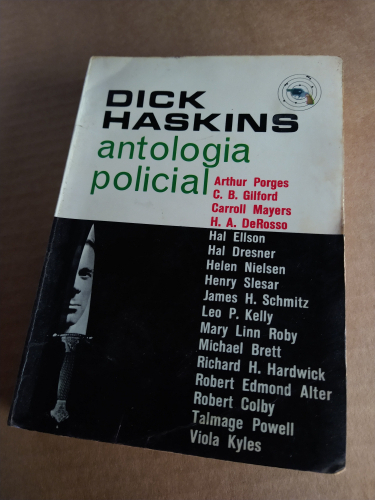 DICK
HASKINS
antologia
policial
Arthur Porges
C. B. Gilford
Carroll Mayers
H. A. DeRosso
Hal Ellson
Hal Dresner
Helen Nielsen
Henry Slesar
James H. Schmitz
Leo P. Kelly
Mary Linn Roby
Michael Brett
Richard H. Hardwick
Robert Edmond Alter
Robert Colby
Talmage Powell
Viola Kyles